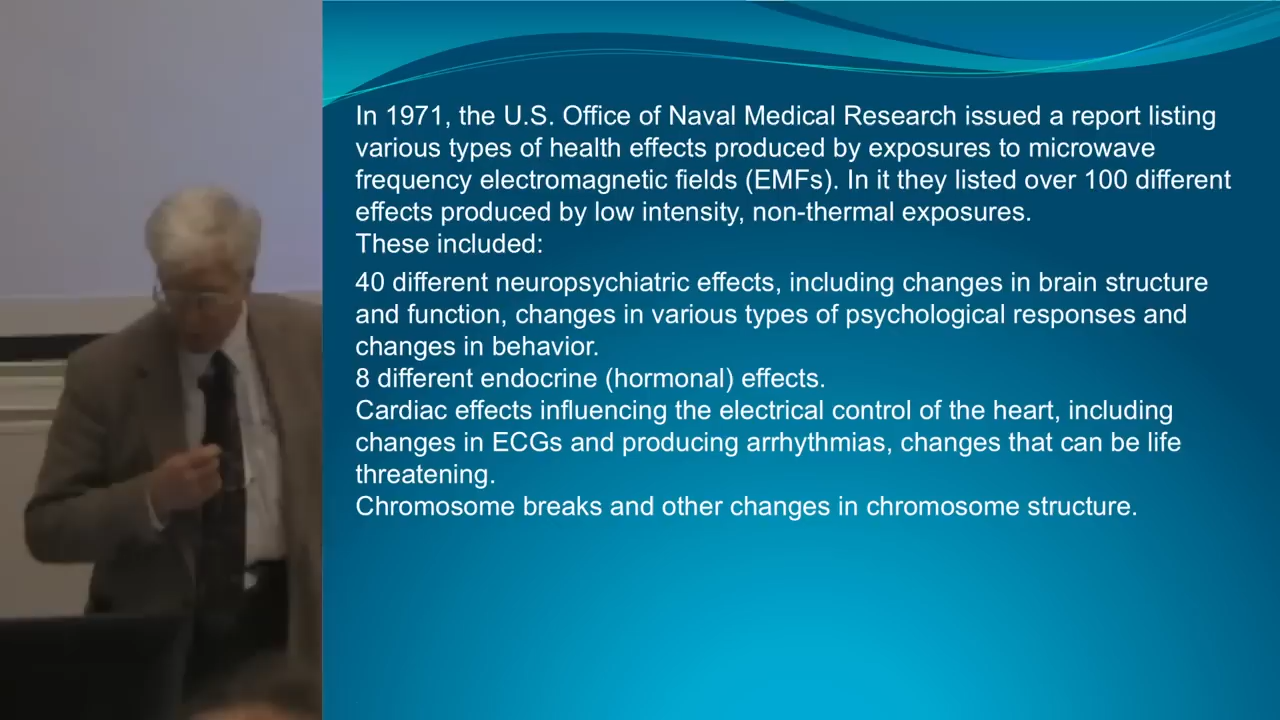 In 1971, the U.S. Office of Naval Medical Research issued a report listing
various types of health effects produced by exposures to microwave
frequency electromagnetic fields (EMFs). In it they listed over 100 different
effects produced by low intensity, non-thermal exposures.
These included:
40 different neuropsychiatric effects, including changes in brain structure
and function, changes in various types of psychological responses and
changes in behavior.
8 different endocrine (hormonal) effects.
Cardiac effects influencing the electrical control of the heart, including
changes in ECGs and producing arrhythmias, changes that can be life
threatening.
Chromosome breaks and other changes in chromosome structure.